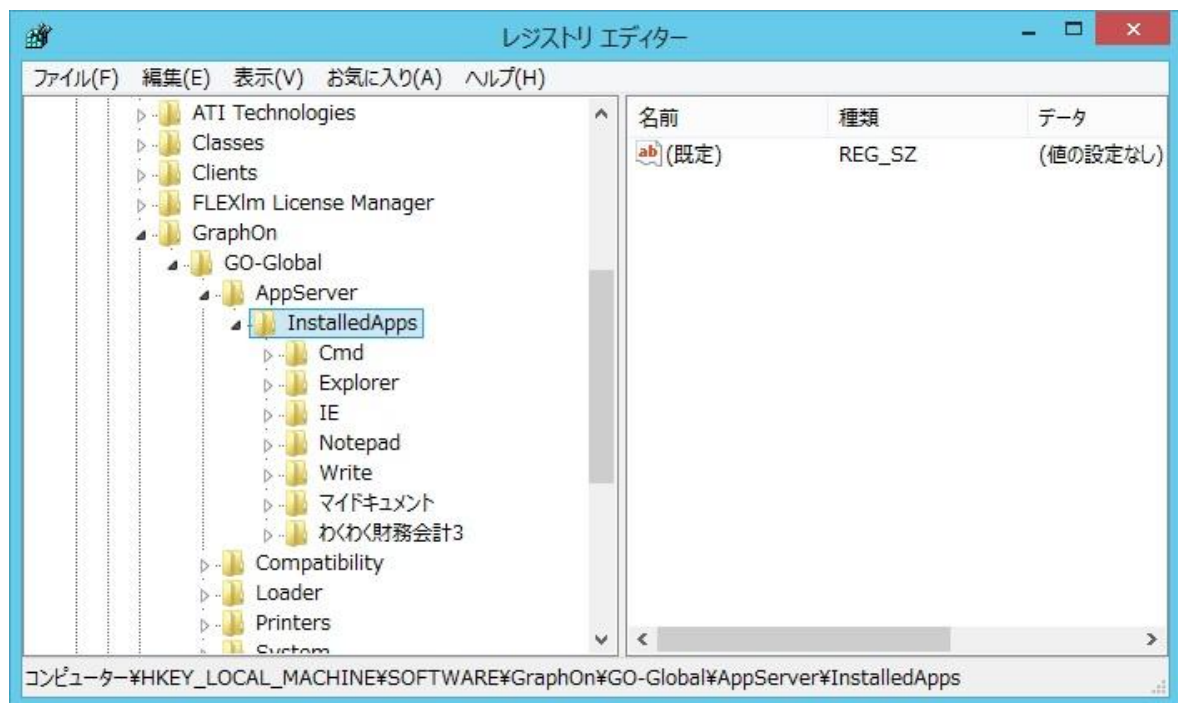 レジストリ エディター
ファイル(F) 編集(E) 表示(V) お気に入り(A) ヘルプ(H)
ATI Technologies
Classes
Clients
FLEXlm License Manager
GraphOn
GO-Global
AppServer
InstalledApps
Cmd
Explorer
IE
Notepad
Write
マイドキュメント
わくわく財務会計3
Compatibility
Loader
Printers
System
名前 種類 データ
ab (既定) REG_SZ (値の設定なし)
コンピューター¥HKEY_LOCAL_MACHINE¥SOFTWARE¥GraphOn¥GO-Global¥AppServer¥InstalledApps